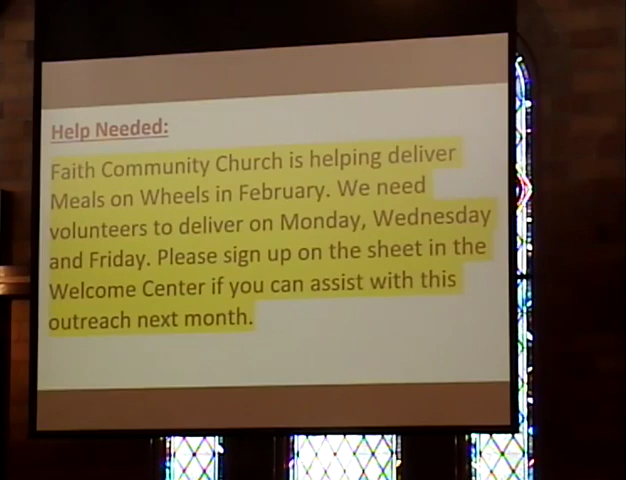 Help Needed:
Faith Community Church is helping deliver
Meals on Wheels in February. We need
volunteers to deliver on Monday, Wednesday
and Friday. Please sign up on the sheet in the
Welcome Center if you can assist with this
outreach next month.